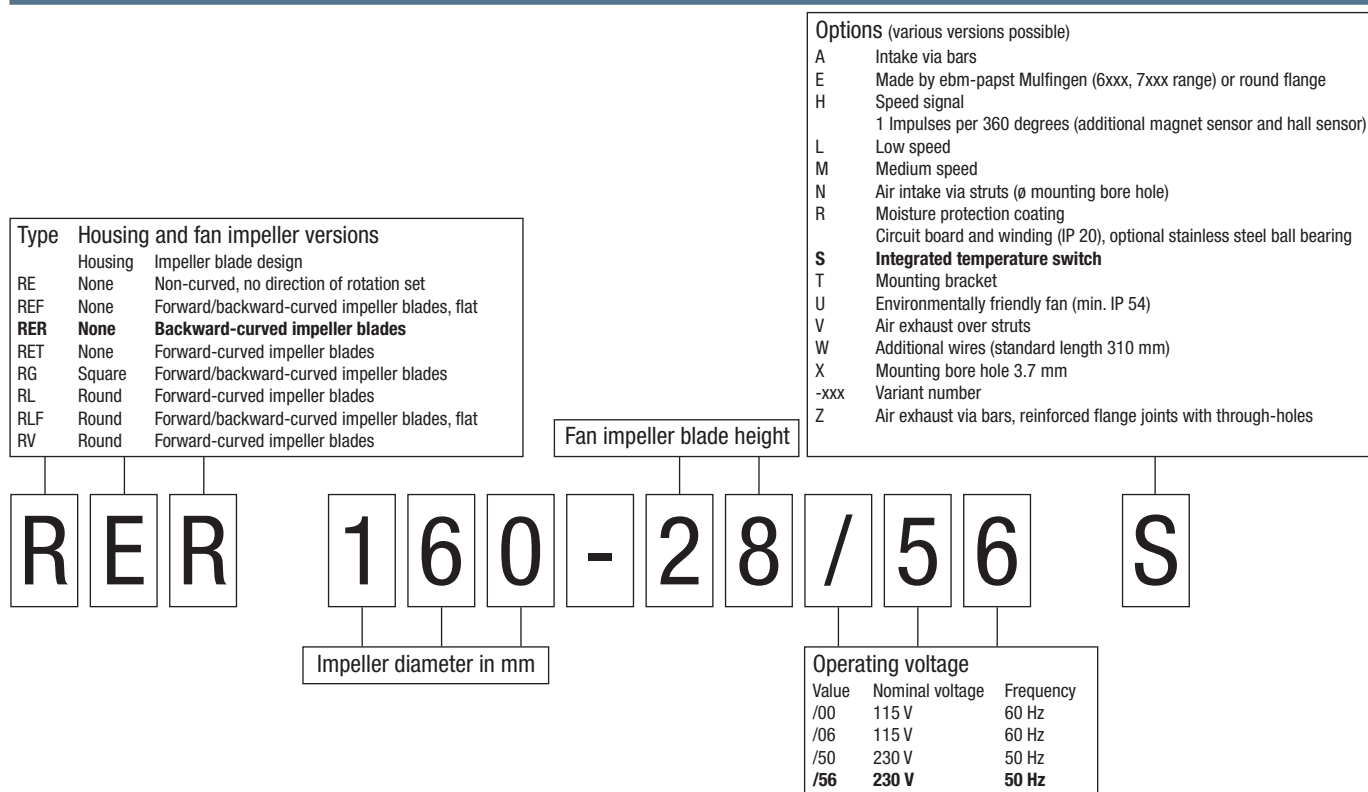 Options (various versions possible)
A Intake via bars
E Made by ebm-papst Mulfingen (6xxx, 7xxx range) or round flange
H Speed signal
1 Impulses per 360 degrees (additional magnet sensor and hall sensor)
L Low speed
M Medium speed
N Air intake via struts (ø mounting bore hole)
R Moisture protection coating
Circuit board and winding (IP 20), optional stainless steel ball bearing
S Integrated temperature switch
T Mounting bracket
U Environmentally friendly fan (min. IP 54)
V Air exhaust over struts
W Additional wires (standard length 310 mm)
X Mounting bore hole 3.7 mm
-xxx Variant number
Z Air exhaust via bars, reinforced flange joints with through-holes
Type Housing and fan impeller versions
Housing Impeller blade design
RE None Non-curved, no direction of rotation set
REF None Forward/backward-curved impeller blades, flat
RER None Backward-curved impeller blades
RET None Forward-curved impeller blades
RG Square Forward/backward-curved impeller blades
RL Round Forward-curved impeller blades
RLF Round Forward/backward-curved impeller blades, flat
RV Round Forward-curved impeller blades
Fan impeller blade height
R E R 1 6 0 - 2 8 / 5 6 S
Impeller diameter in mm
Operating voltage
Value Nominal voltage Frequency
/00 115 V 60 Hz
/06 115 V 60 Hz
/50 230 V 50 Hz
/56 230 V 50 Hz